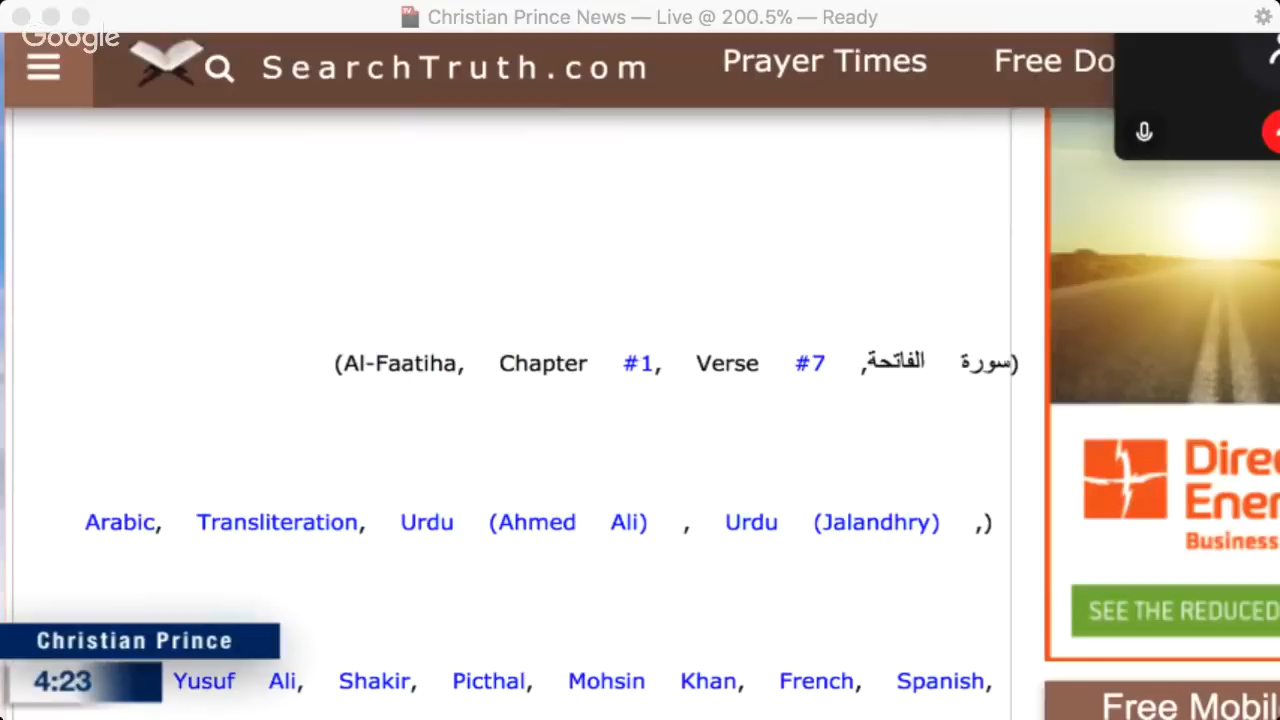 Christian Prince News — Live @ 200.5% — Ready
Google
SearchTruth.com
Prayer Times
Free Do
(Al-Faatiha, Chapter #1, Verse #7 ,سورة الفاتحة)
Arabic, Transliteration, Urdu (Ahmed Ali) , Urdu (Jalandhry) ,)
Direc
Ener
Business
SEE THE REDUCED
Christian Prince
4:23
Yusuf Ali, Shakir, Picthal, Mohsin Khan, French, Spanish,
Free Mobil